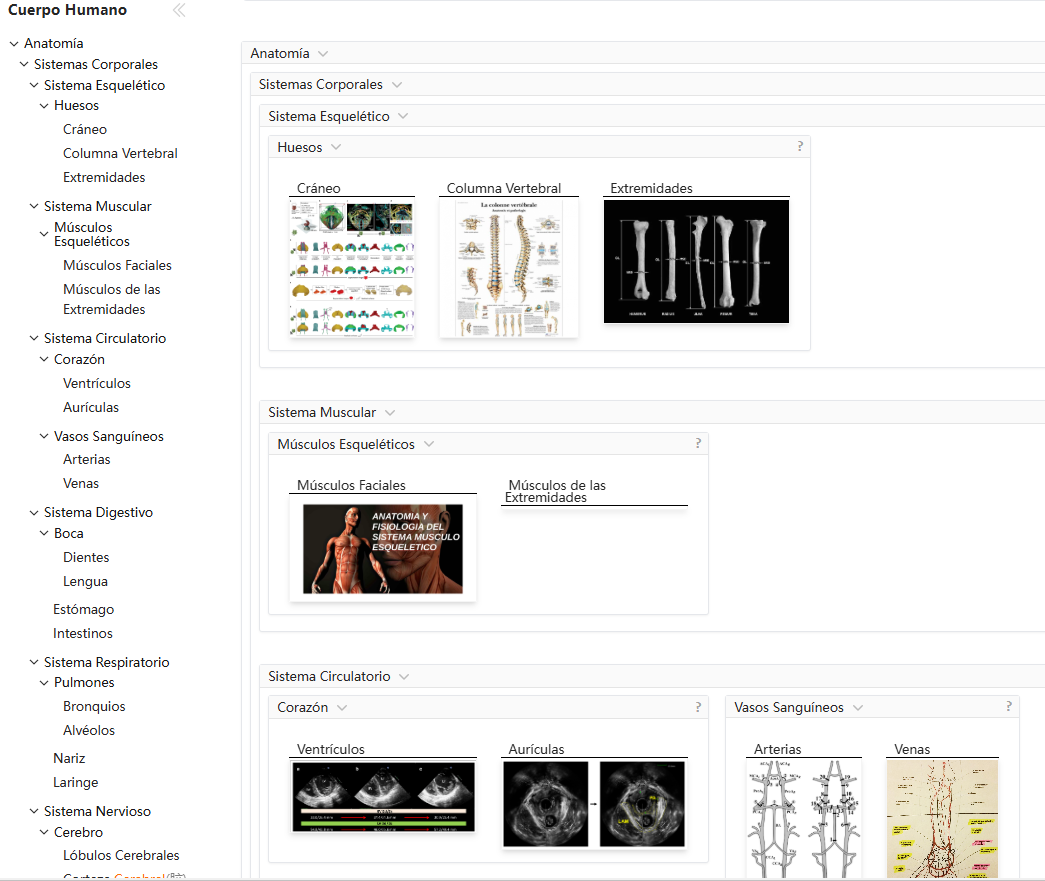 Cuerpo Humano
Anatomía
Sistemas Corporales
Sistema Esquelético
Huesos
Cráneo
Columna Vertebral
Extremidades
Sistema Muscular
Músculos
Esqueléticos
Músculos Faciales
Músculos de las
Extremidades
Sistema Circulatorio
Corazón
Ventrículos
Aurículas
Vasos Sanguíneos
Arterias
Venas
Sistema Digestivo
Boca
Dientes
Lengua
Estómago
Intestinos
Sistema Respiratorio
Pulmones
Bronquios
Alvéolos
Nariz
Laringe
Sistema Nervioso
Cerebro
Lóbulos Cerebrales
Anatomía
Sistemas Corporales
Sistema Esquelético
Huesos ?
Cráneo Columna Vertebral Extremidades
La colonne vertébrale
Sistema Muscular
Músculos Esqueléticos ?
Músculos Faciales
Músculos de las
Extremidades
ANATOMIA Y
FISIOLOGIA DEL
SISTEMA MUSCULO
ESQUELETICO
Sistema Circulatorio
Corazón ?
Ventrículos Aurículas
Vasos Sanguíneos ?
Arterias Venas